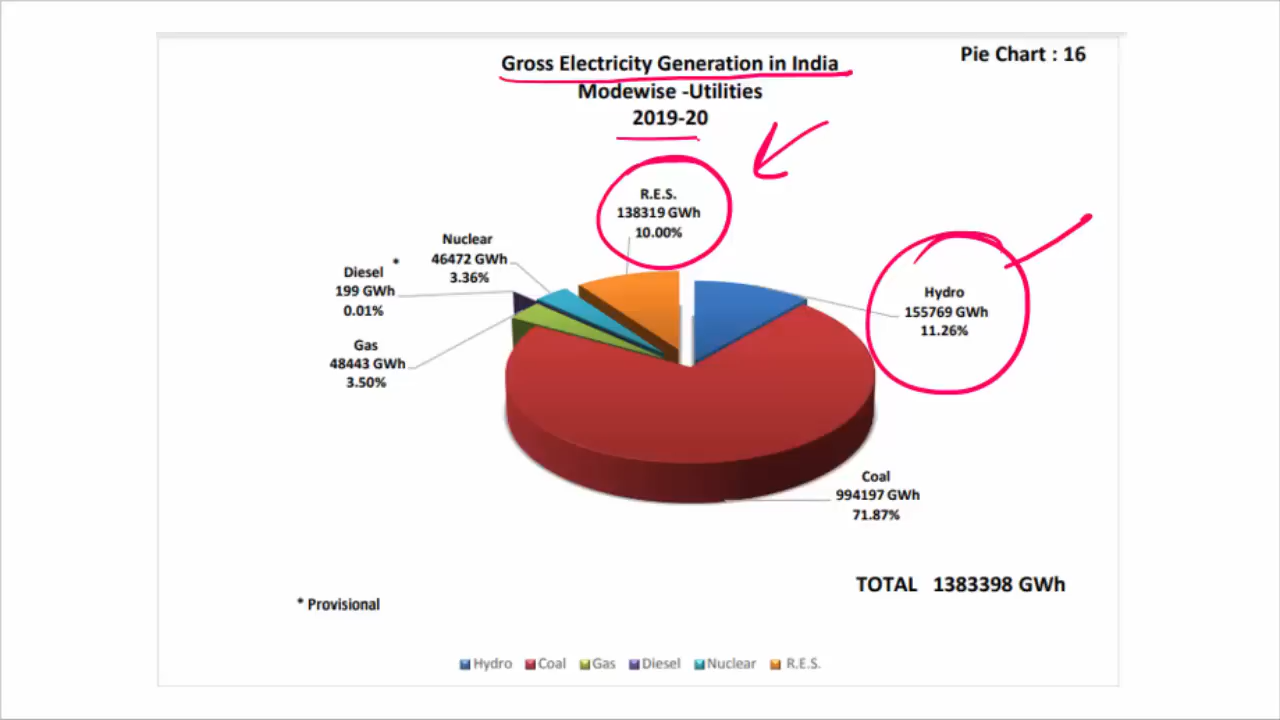 Pie Chart : 16
Gross Electricity Generation in India
Modewise -Utilities
2019-20
R.E.S.
138319 GWh
10.00%
Nuclear
46472 GWh
3.36%
*
Diesel
199 GWh
0.01%
Hydro
155769 GWh
11.26%
Gas
48443 GWh
3.50%
Coal
994197 GWh
71.87%
TOTAL 1383398 GWh
* Provisional
Hydro Coal Gas Diesel Nuclear R.E.S.